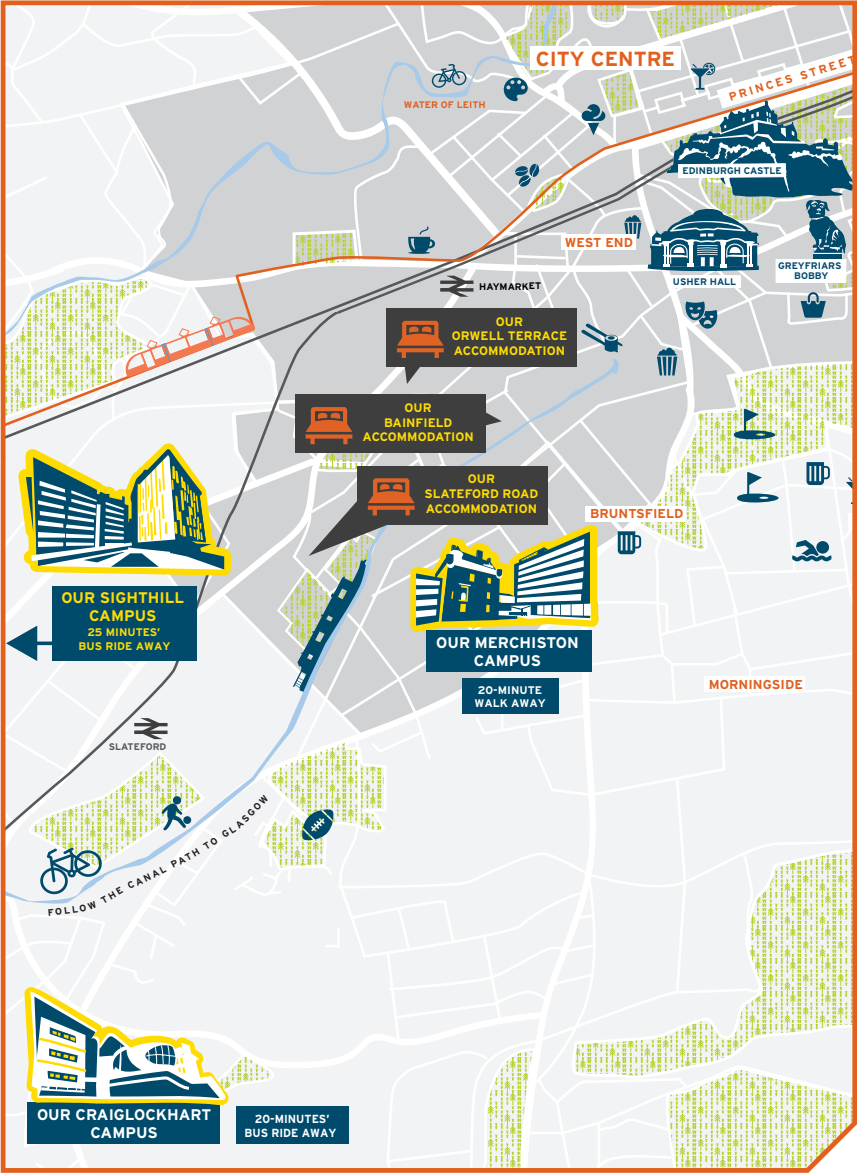 CITY CENTRE
PRINCES STREET
WATER OF LEITH
EDINBURGH CASTLE
WEST END
USHER HALL
GREYFRIARS
BOBBY
HAYMARKET
OUR
ORWELL TERRACE
ACCOMMODATION
OUR
BAINFIELD
ACCOMMODATION
OUR
SLATEFORD ROAD
ACCOMMODATION
BRUNTSFIELD
OUR SIGHTHILL
CAMPUS
25 MINUTES'
BUS RIDE AWAY
OUR MERCHISTON
CAMPUS
20-MINUTE
WALK AWAY
MORNINGSIDE
SLATEFORD
FOLLOW THE CANAL PATH TO GLASGOW
OUR CRAIGLOCKHART
CAMPUS
20-MINUTES'
BUS RIDE AWAY